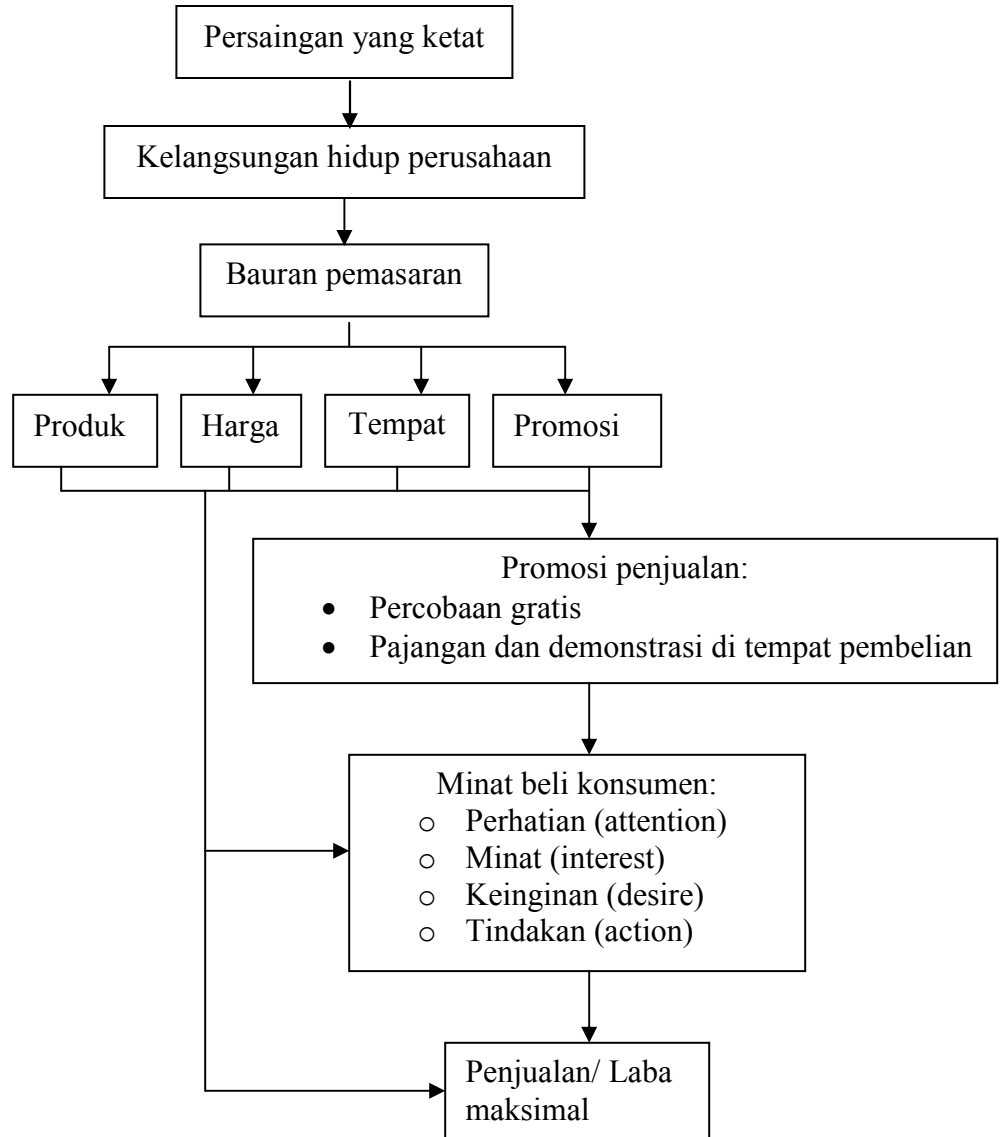 Persaingan yang ketat
Kelangsungan hidup perusahaan
Bauran pemasaran
Produk
Harga
Tempat
Promosi
Promosi penjualan:
• Percobaan gratis
• Pajangan dan demonstrasi di tempat pembelian
Minat beli konsumen:
o Perhatian (attention)
o Minat (interest)
o Keinginan (desire)
o Tindakan (action)
Penjualan/ Laba
maksimal